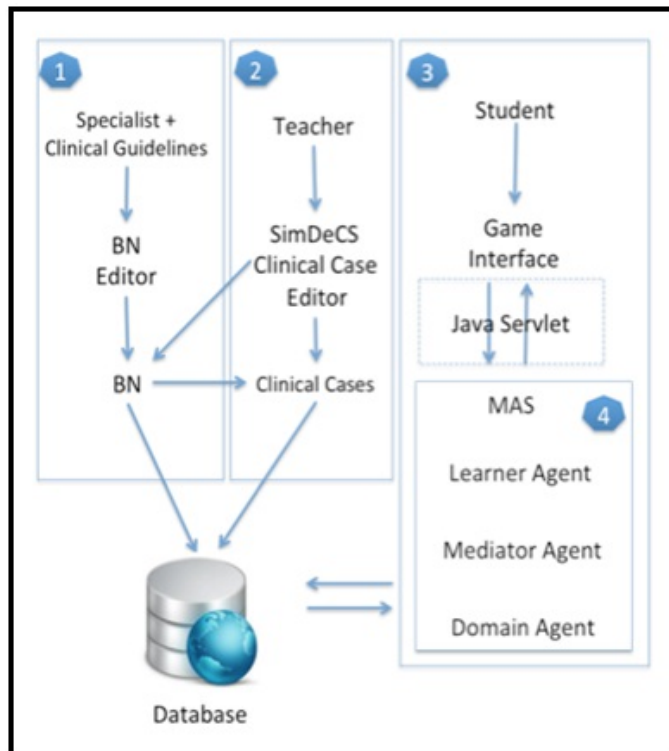 1
Specialist +
Clinical Guidelines
BN
Editor
BN
2
Teacher
SimDeCS
Clinical Case
Editor
Clinical Cases
3
Student
Game
Interface
Java Servlet
4
MAS
Learner Agent
Mediator Agent
Domain Agent
Database